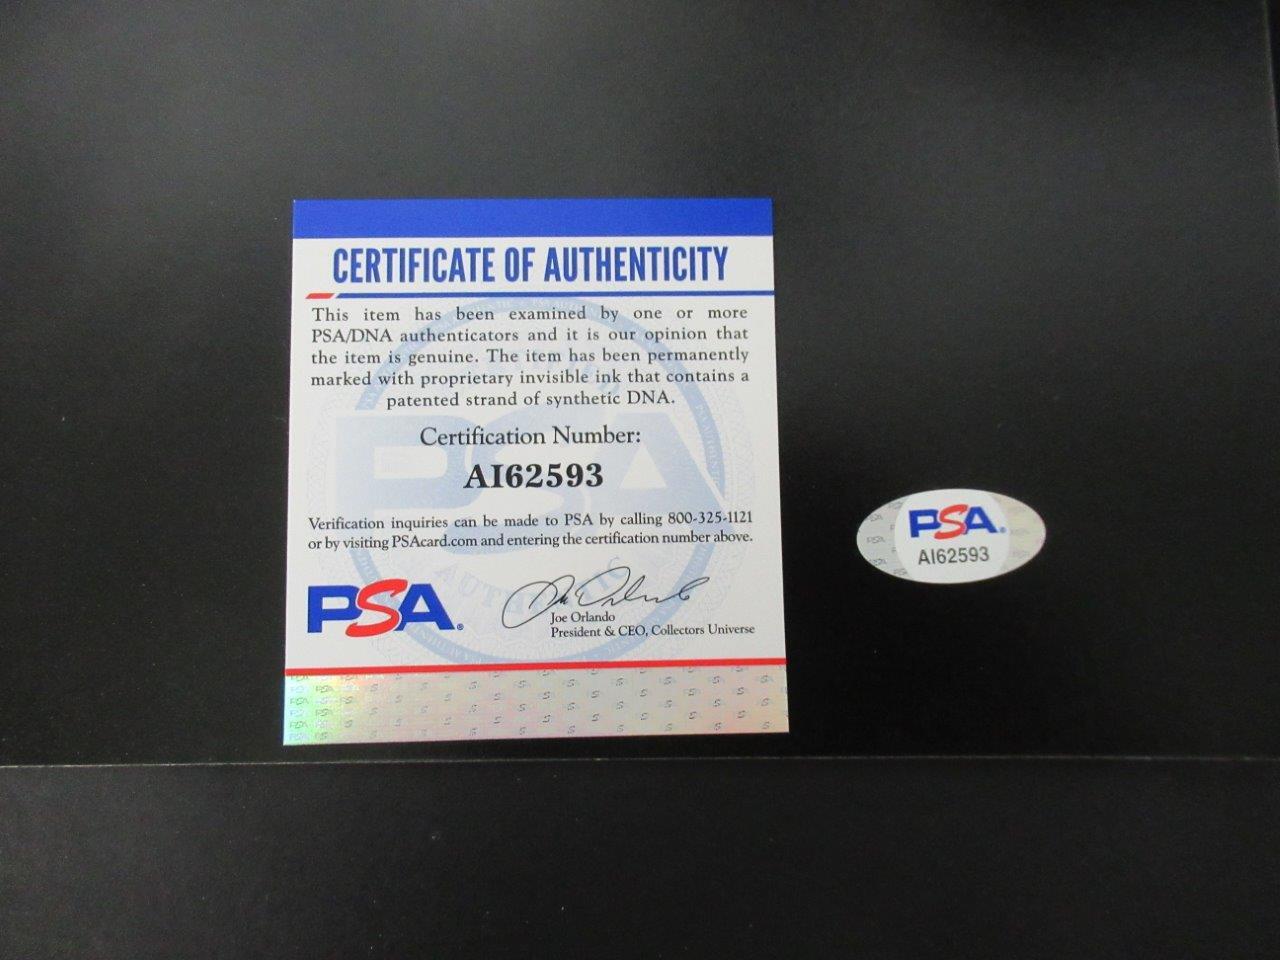 CERTIFICATE OF AUTHENTICITY
This item has been examined by one or more
PSA/DNA authenticators and it is our opinion that
the item is genuine. The item has been permanently
marked with proprietary invisible ink that contains a
patented strand of synthetic DNA.
Certification Number:
AI62593
Verification inquiries can be made to PSA by calling 800-325-1121
or by visiting PSAcard.com and entering the certification number above.
PSA®
Joe Orlando
President & CEO, Collectors Universe
PSA®
AI62593